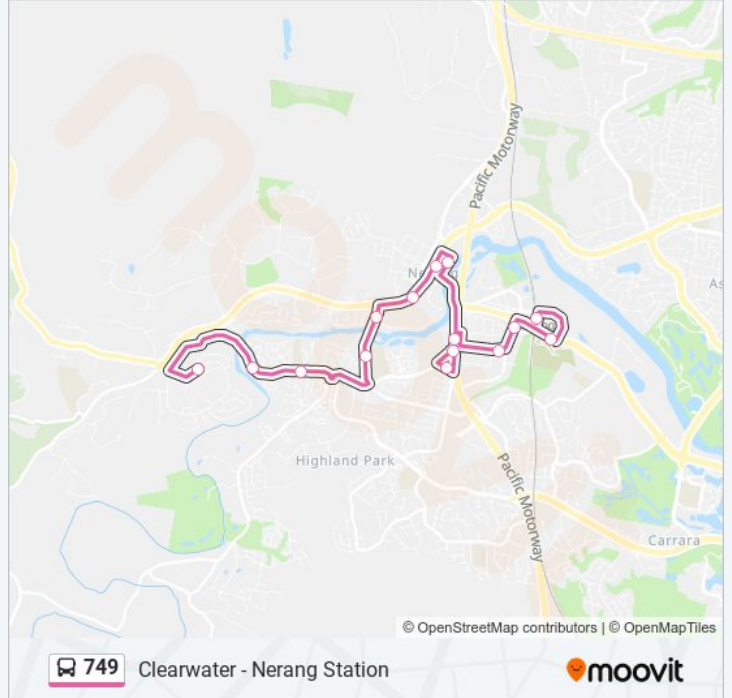 Pacific Motorway
Highland Park
Pacific Motorway
Carrara
© OpenStreetMap contributors | © OpenMapTiles
749
Clearwater - Nerang Station
moovit